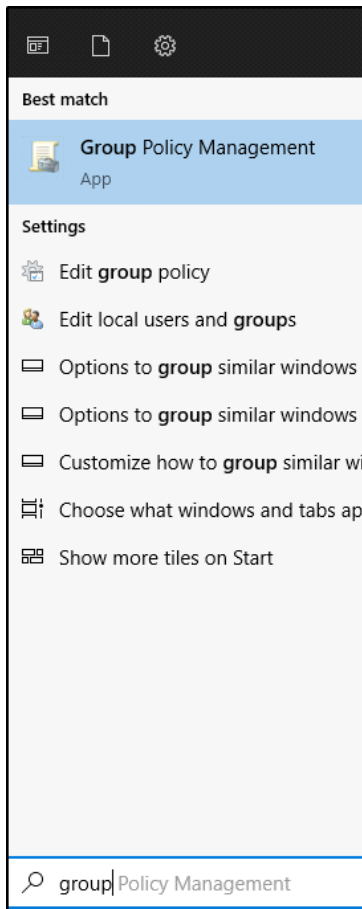 Best match
Group Policy Management
App
Settings
Edit group policy
Edit local users and groups
Options to group similar windows
Options to group similar windows
Customize how to group similar wi
Choose what windows and tabs ap
Show more tiles on Start
group Policy Management